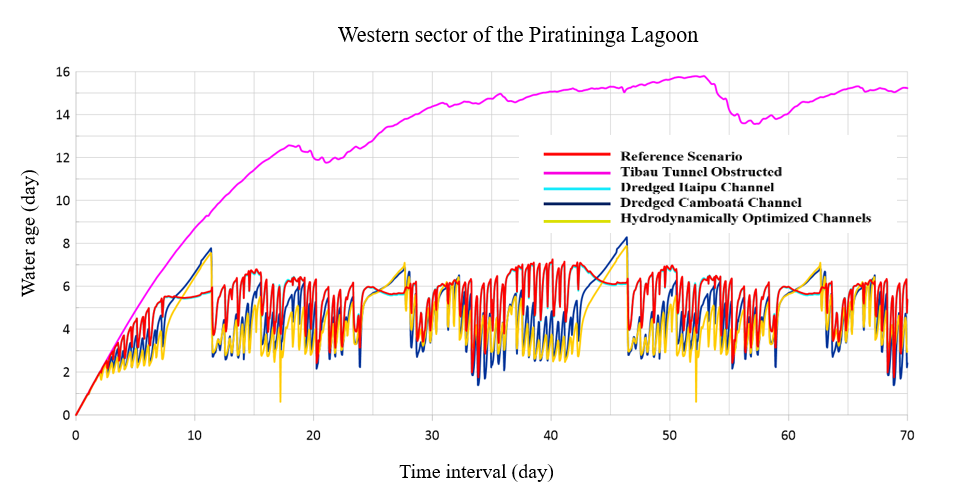 Western sector of the Piratininga Lagoon
16
14
12
10
8
6
4
2
0
Water age (day)
Reference Scenario
Tibau Tunnel Obstructed
Dredged Itaipu Channel
Dredged Camboatá Channel
Hydrodynamically Optimized Channels
0 10 20 30 40 50 60 70
Time interval (day)